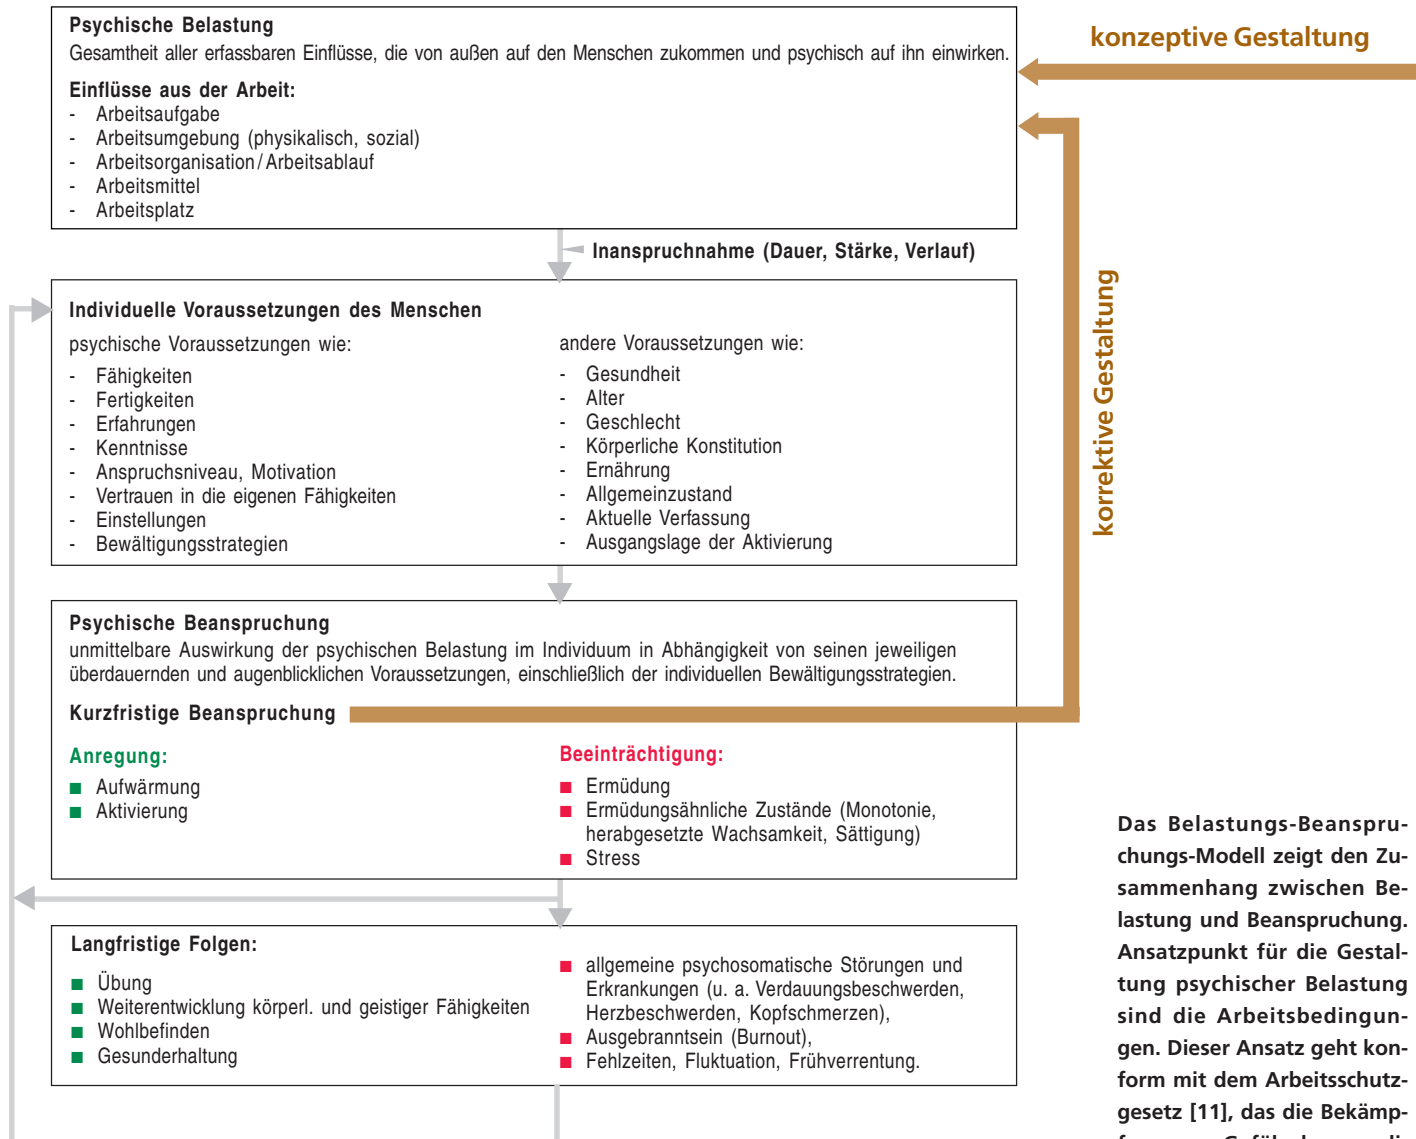 Psychische Belastung
Gesamtheit aller erfassbaren Einflüsse, die von außen auf den Menschen zukommen und psychisch auf ihn einwirken.
Einflüsse aus der Arbeit:
- Arbeitsaufgabe
- Arbeitsumgebung (physikalisch, sozial)
- Arbeitsorganisation/Arbeitsablauf
- Arbeitsmittel
- Arbeitsplatz
konzeptive Gestaltung
Inanspruchnahme (Dauer, Stärke, Verlauf)
korrektive Gestaltung
Individuelle Voraussetzungen des Menschen
psychische Voraussetzungen wie:
- Fähigkeiten
- Fertigkeiten
- Erfahrungen
- Kenntnisse
- Anspruchsniveau, Motivation
- Vertrauen in die eigenen Fähigkeiten
- Einstellungen
- Bewältigungsstrategien
andere Voraussetzungen wie:
- Gesundheit
- Alter
- Geschlecht
- Körperliche Konstitution
- Ernährung
- Allgemeinzustand
- Aktuelle Verfassung
- Ausgangslage der Aktivierung
Psychische Beanspruchung
unmittelbare Auswirkung der psychischen Belastung im Individuum in Abhängigkeit von seinen jeweiligen
überdauernden und augenblicklichen Voraussetzungen, einschließlich der individuellen Bewältigungsstrategien.
Kurzfristige Beanspruchung
Anregung:
■ Aufwärmung
■ Aktivierung
Beeinträchtigung:
■ Ermüdung
■ Ermüdungsähnliche Zustände (Monotonie,
herabgesetzte Wachsamkeit, Sättigung)
■ Stress
Langfristige Folgen:
■ Übung
■ Weiterentwicklung körperl. und geistiger Fähigkeiten
■ Wohlbefinden
■ Gesunderhaltung
■ allgemeine psychosomatische Störungen und
Erkrankungen (u. a. Verdauungsbeschwerden,
Herzbeschwerden, Kopfschmerzen),
■ Ausgebranntsein (Burnout),
■ Fehlzeiten, Fluktuation, Frühverrentung.
Das Belastungs-Beanspru-
chungs-Modell zeigt den Zu-
sammenhang zwischen Be-
lastung und Beanspruchung.
Ansatzpunkt für die Gestal-
tung psychischer Belastung
sind die Arbeitsbedingun-
gen. Dieser Ansatz geht kon-
form mit dem Arbeitsschutz-
gesetz [11], das die Bekämp-